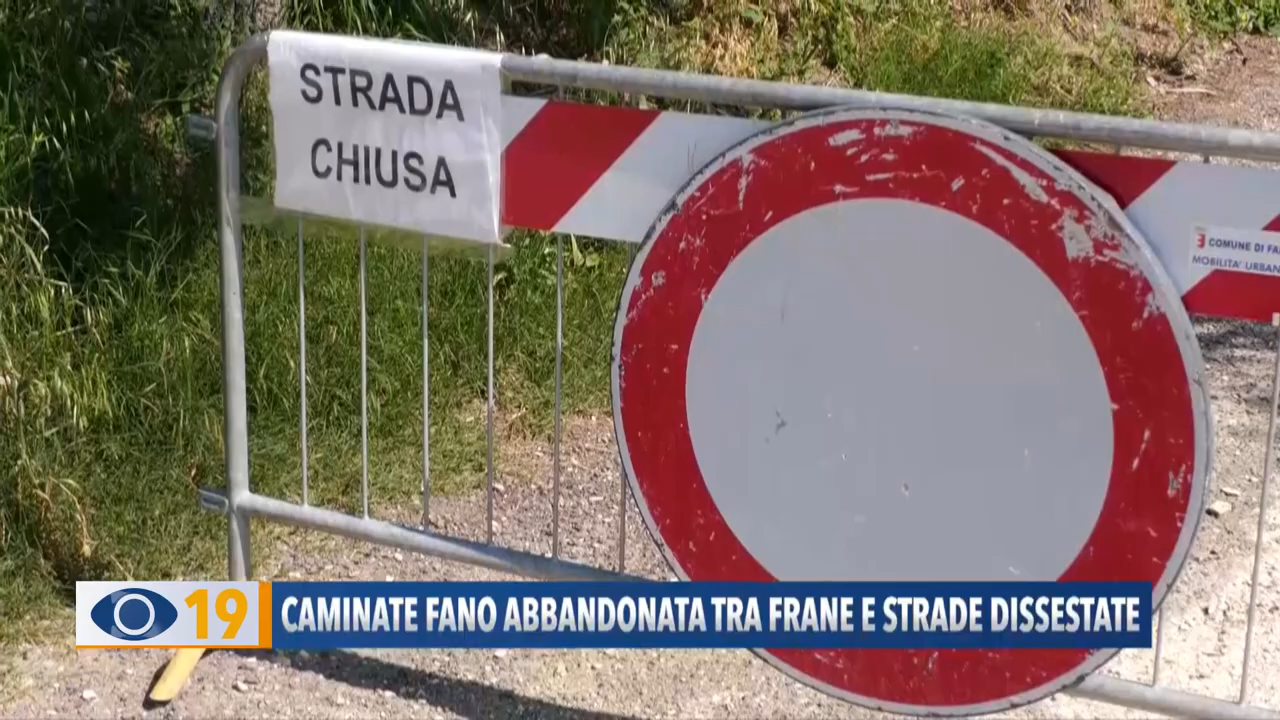 STRADA
CHIUSA
COMUNE DI FA
MOBILITA' URBAN
19
CAMINATE FANO ABBANDONATA TRA FRANE E STRADE DISSESTATE